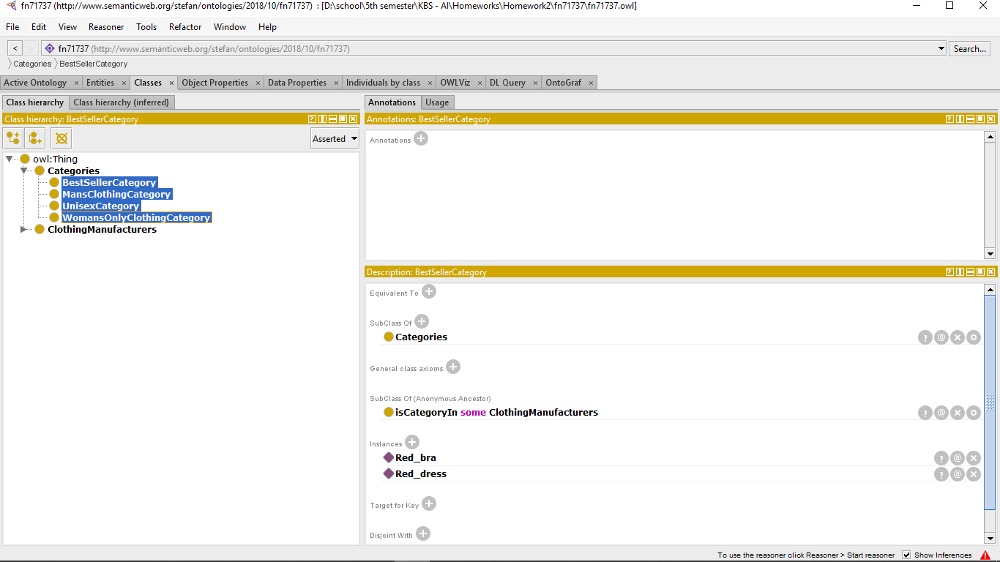 fn71737 (http://www.semanticweb.org/stefan/ontologies/2018/10/fn71737) : [D:\school\5th semester\KBS - AI\Homeworks\Homework2\fn71737\fn71737.owl]
File Edit View Reasoner Tools Refactor Window Help
< > fn71737 (http://www.semanticweb.org/stefan/ontologies/2018/10/fn71737) Search...
Categories BestSellerCategory
Active Ontology × Entities × Classes × Object Properties × Data Properties × Individuals by class × OWLViz × DL Query × OntoGraf ×
Class hierarchy Class hierarchy (inferred)
Class hierarchy: BestSellerCategory
Asserted
owl:Thing
Categories
BestSellerCategory
MansClothingCategory
UnisexCategory
WomansOnlyClothingCategory
ClothingManufacturers
Annotations Usage
Annotations: BestSellerCategory
Annotations
Description: BestSellerCategory
Equivalent To
SubClass Of
Categories
General class axioms
SubClass Of (Anonymous Ancestor)
isCategoryIn some ClothingManufacturers
Instances
Red_bra
Red_dress
Target for Key
Disjoint With
To use the reasoner click Reasoner > Start reasoner Show Inferences